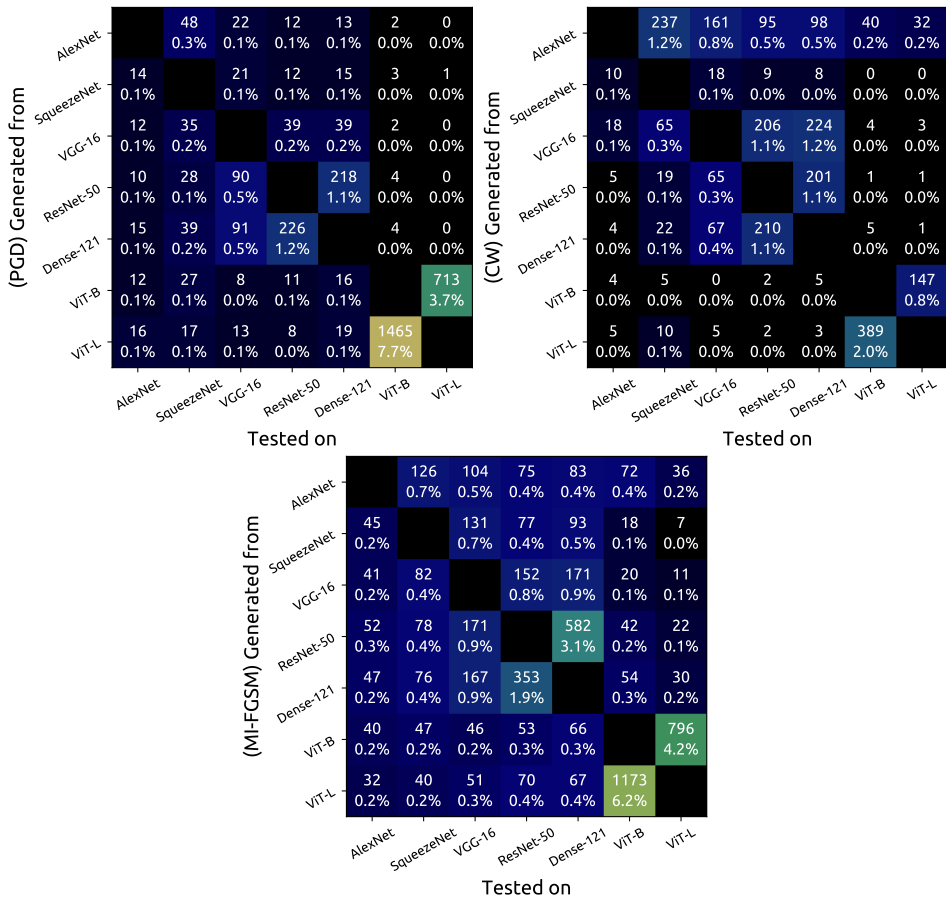 (PGD) Generated from
AlexNet 48 22 12 13 2 0
0.3% 0.1% 0.1% 0.1% 0.0% 0.0%
SqueezeNet 14 21 12 15 3 1
0.1% 0.1% 0.1% 0.1% 0.0% 0.0%
VGG-16 12 35 39 39 2 0
0.1% 0.2% 0.2% 0.2% 0.0% 0.0%
ResNet-50 10 28 90 218 4 0
0.1% 0.1% 0.5% 1.1% 0.0% 0.0%
Dense-121 15 39 91 226 4 0
0.1% 0.2% 0.5% 1.2% 0.0% 0.0%
ViT-B 12 27 8 11 16 713
0.1% 0.1% 0.0% 0.1% 0.1% 3.7%
ViT-L 16 17 13 8 19 1465
0.1% 0.1% 0.1% 0.0% 0.1% 7.7%
AlexNet SqueezeNet VGG-16 ResNet-50 Dense-121 ViT-B ViT-L
Tested on
(CW) Generated from
AlexNet 237 161 95 98 40 32
1.2% 0.8% 0.5% 0.5% 0.2% 0.2%
SqueezeNet 10 18 9 8 0 0
0.1% 0.1% 0.0% 0.0% 0.0% 0.0%
VGG-16 18 65 206 224 4 3
0.1% 0.3% 1.1% 1.2% 0.0% 0.0%
ResNet-50 5 19 65 201 1 1
0.0% 0.1% 0.3% 1.1% 0.0% 0.0%
Dense-121 4 22 67 210 5 1
0.0% 0.1% 0.4% 1.1% 0.0% 0.0%
ViT-B 4 5 0 2 5 147
0.0% 0.0% 0.0% 0.0% 0.0% 0.8%
ViT-L 5 10 5 2 3 389
0.0% 0.1% 0.0% 0.0% 0.0% 2.0%
AlexNet SqueezeNet VGG-16 ResNet-50 Dense-121 ViT-B ViT-L
Tested on
(MI-FGSM) Generated from
AlexNet 126 104 75 83 72 36
0.7% 0.5% 0.4% 0.4% 0.4% 0.2%
SqueezeNet 45 131 77 93 18 7
0.2% 0.7% 0.4% 0.5% 0.1% 0.0%
VGG-16 41 82 152 171 20 11
0.2% 0.4% 0.8% 0.9% 0.1% 0.1%
ResNet-50 52 78 171 582 42 22
0.3% 0.4% 0.9% 3.1% 0.2% 0.1%
Dense-121 47 76 167 353 54 30
0.2% 0.4% 0.9% 1.9% 0.3% 0.2%
ViT-B 40 47 46 53 66 796
0.2% 0.2% 0.2% 0.3% 0.3% 4.2%
ViT-L 32 40 51 70 67 1173
0.2% 0.2% 0.3% 0.4% 0.4% 6.2%
AlexNet SqueezeNet VGG-16 ResNet-50 Dense-121 ViT-B ViT-L
Tested on